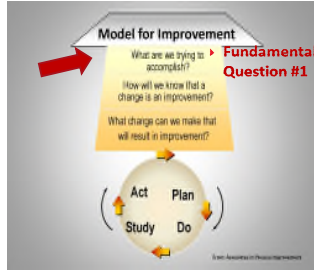 Model for Improvement
What are we trying to
accomplish?
Fundamenta
Question #1
How will we know that a
change is an improvement?
What change can we make that
will result in improvement?
Act Plan
Study Do